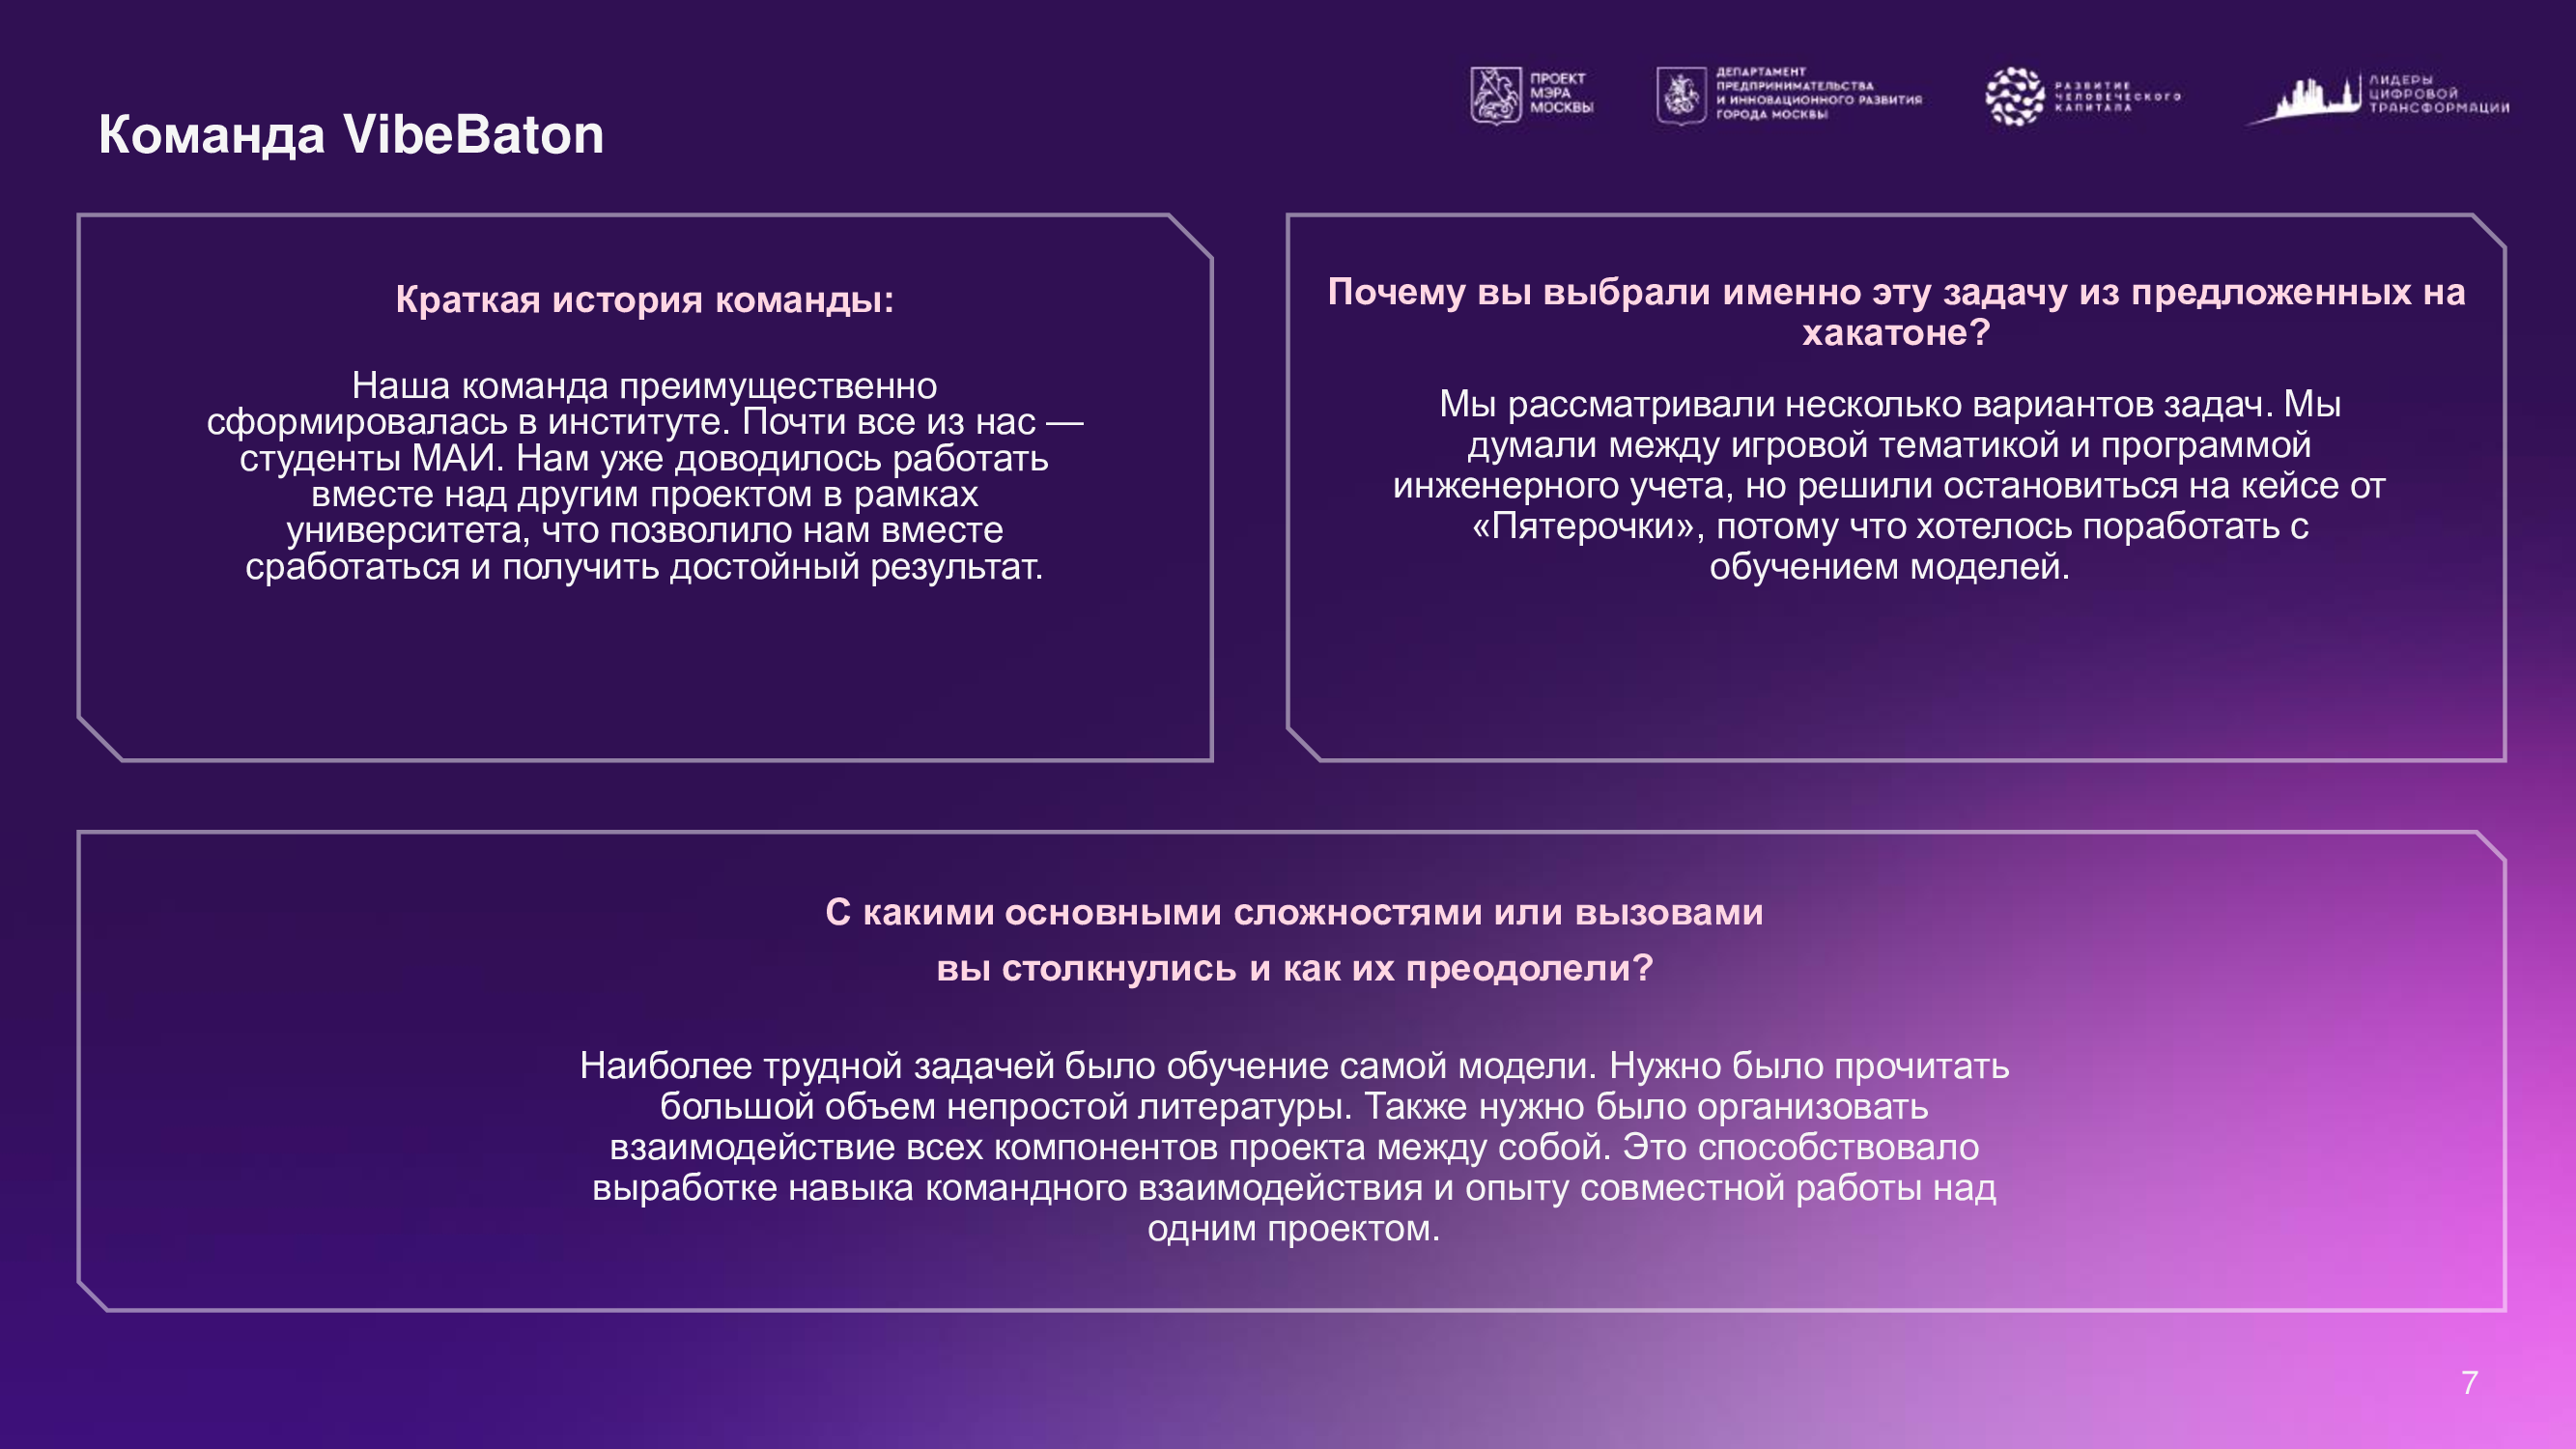 ПРОЕКТ
МЭРА
МОСКВЫ
ДЕПАРТАМЕНТ
ПРЕДПРИНИМАТЕЛЬСТВА
И ИННОВАЦИОННОГО РАЗВИТИЯ
ГОРОДА МОСКВЫ
РАЗВИТИЕ
ЧЕЛОВЕЧЕСКОГО
КАПИТАЛА
ЛИДЕРЫ
ЦИФРОВОЙ
ТРАНСФОРМАЦИИ
Команда VibeBaton
Краткая история команды:
Наша команда преимущественно
сформировалась в институте. Почти все из нас —
студенты МАИ. Нам уже доводилось работать
вместе над другим проектом в рамках
университета, что позволило нам вместе
сработаться и получить достойный результат.
Почему вы выбрали именно эту задачу из предложенных на
хакатоне?
Мы рассматривали несколько вариантов задач. Мы
думали между игровой тематикой и программой
инженерного учета, но решили остановиться на кейсе от
«Пятерочки», потому что хотелось поработать с
обучением моделей.
С какими основными сложностями или вызовами
вы столкнулись и как их преодолели?
Наиболее трудной задачей было обучение самой модели. Нужно было прочитать
большой объем непростой литературы. Также нужно было организовать
взаимодействие всех компонентов проекта между собой. Это способствовало
выработке навыка командного взаимодействия и опыту совместной работы над
одним проектом.
7